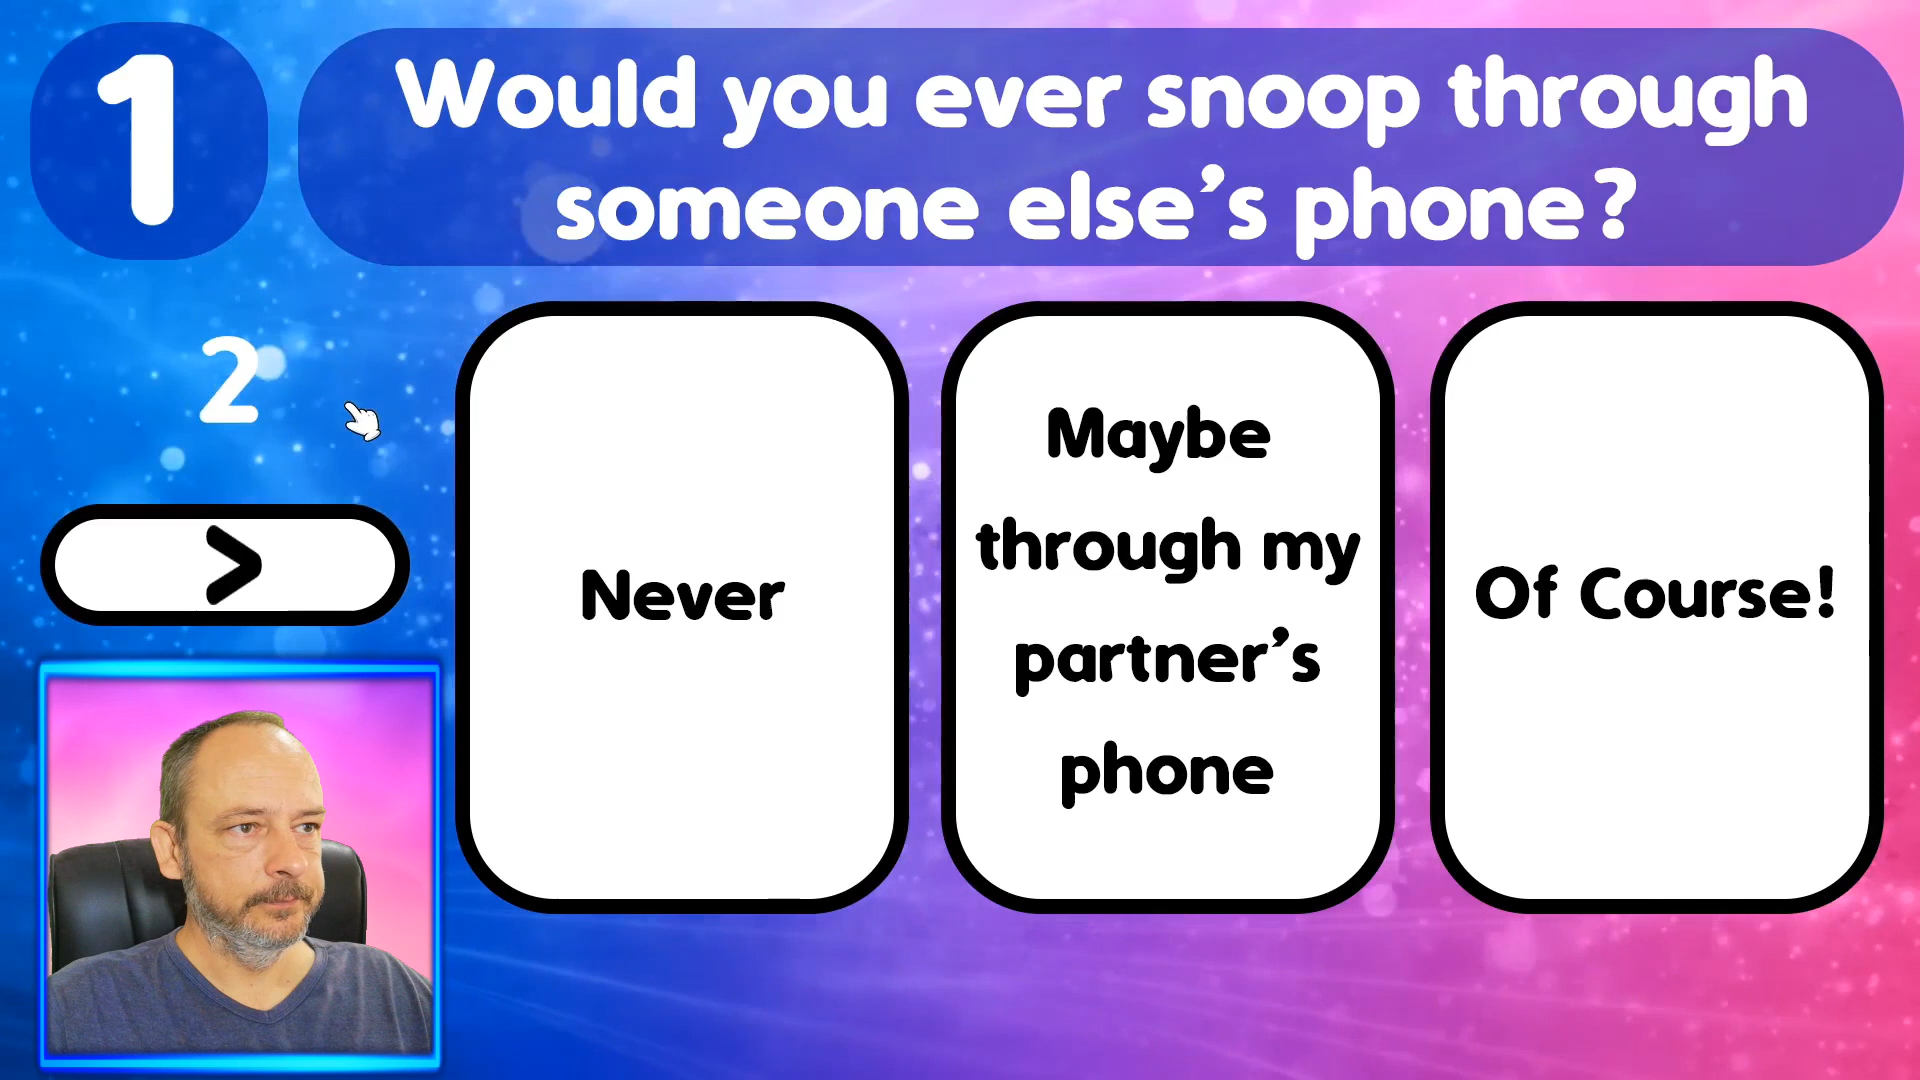 1
Would you ever snoop through
someone else's phone?
2
>
Never
Maybe
through my
partner's
phone
Of Course!